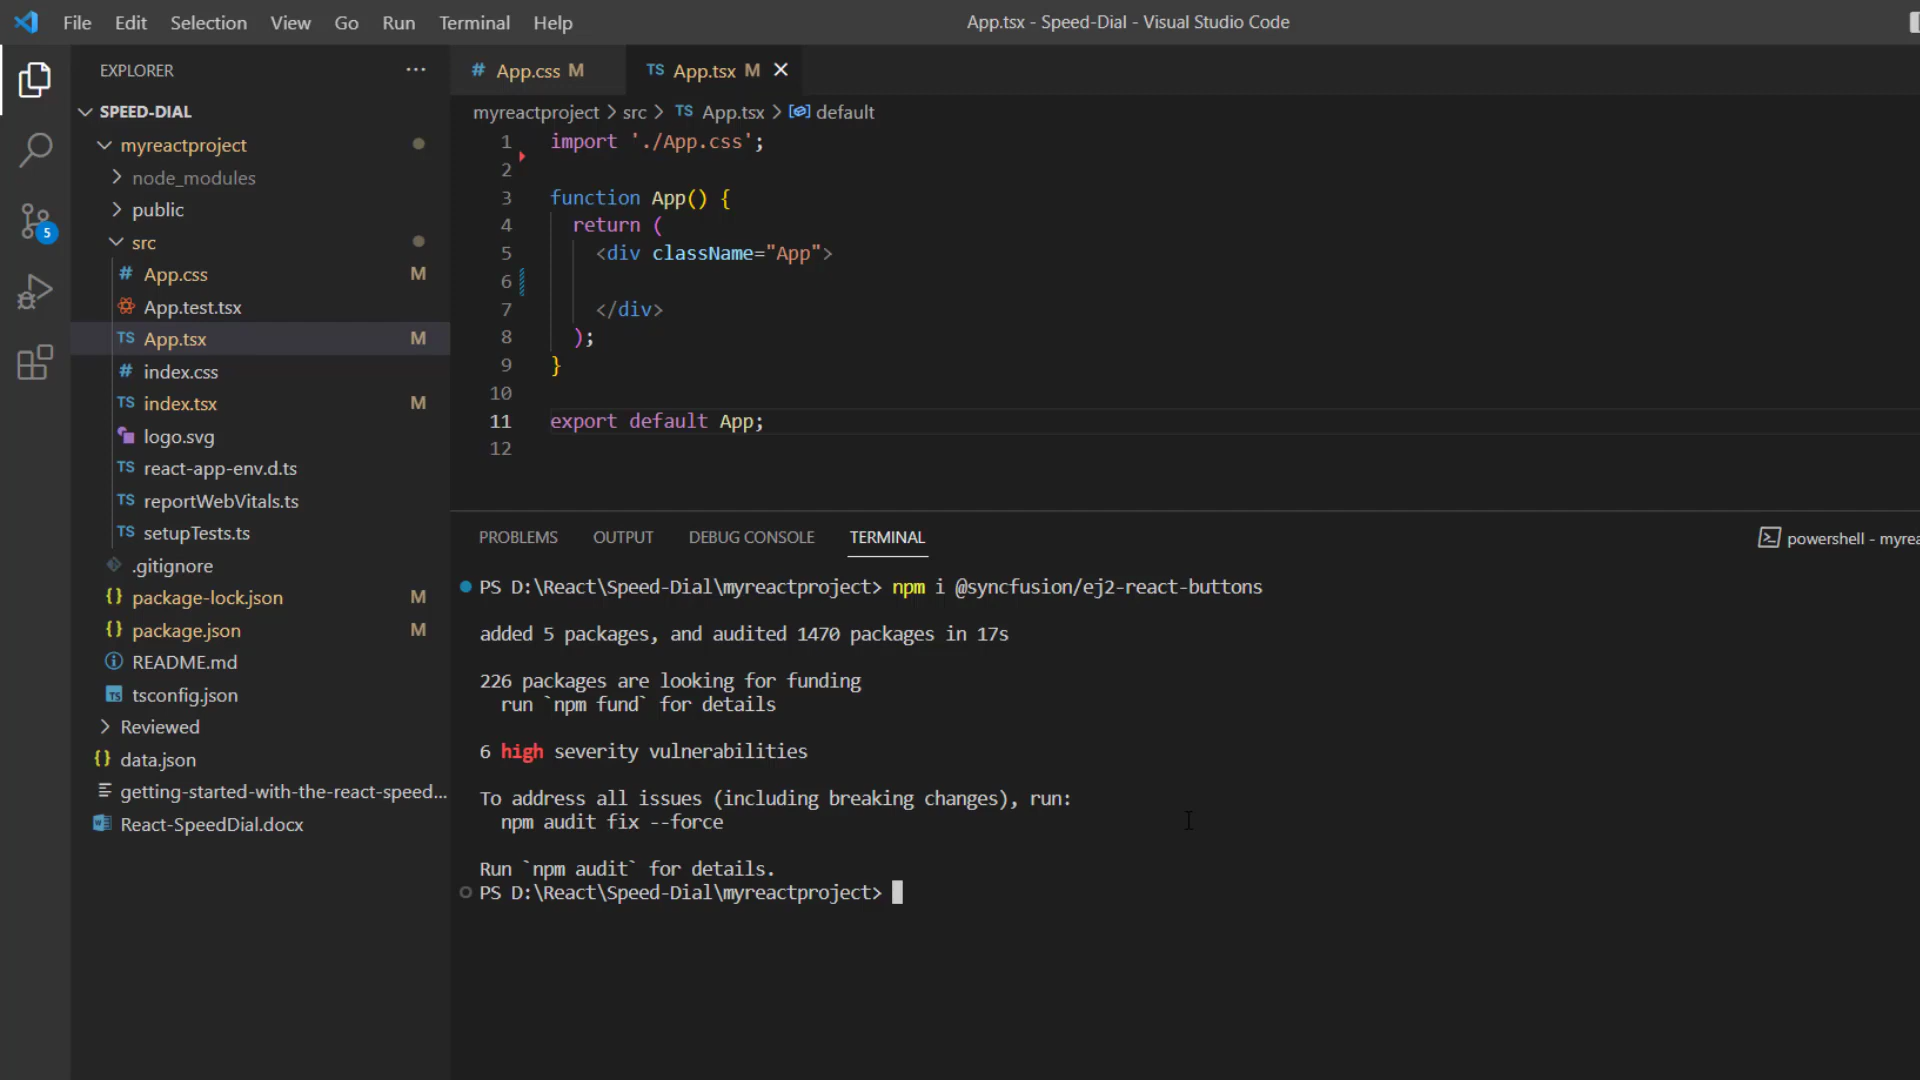 File Edit Selection View Go Run Terminal Help
App.tsx - Speed-Dial - Visual Studio Code
EXPLORER
SPEED-DIAL
myreactproject
node_modules
public
src
# App.css M
App.test.tsx
TS App.tsx M
# index.css
TS index.tsx M
logo.svg
TS react-app-env.d.ts
TS reportWebVitals.ts
TS setupTests.ts
.gitignore
{} package-lock.json M
{} package.json M
README.md
TS tsconfig.json
Reviewed
{} data.json
getting-started-with-the-react-speed...
React-SpeedDial.docx
5
# App.css M
TS App.tsx M
myreactproject > src > TS App.tsx > default
1 import './App.css';
2
3 function App() {
4 return (
5 <div className="App">
6
7 </div>
8 );
9 }
10
11 export default App;
12
PROBLEMS OUTPUT DEBUG CONSOLE TERMINAL
powershell - myrea
PS D:\React\Speed-Dial\myreactproject> npm i @syncfusion/ej2-react-buttons
added 5 packages, and audited 1470 packages in 17s
226 packages are looking for funding
run `npm fund` for details
6 high severity vulnerabilities
To address all issues (including breaking changes), run:
npm audit fix --force
Run `npm audit` for details.
PS D:\React\Speed-Dial\myreactproject>